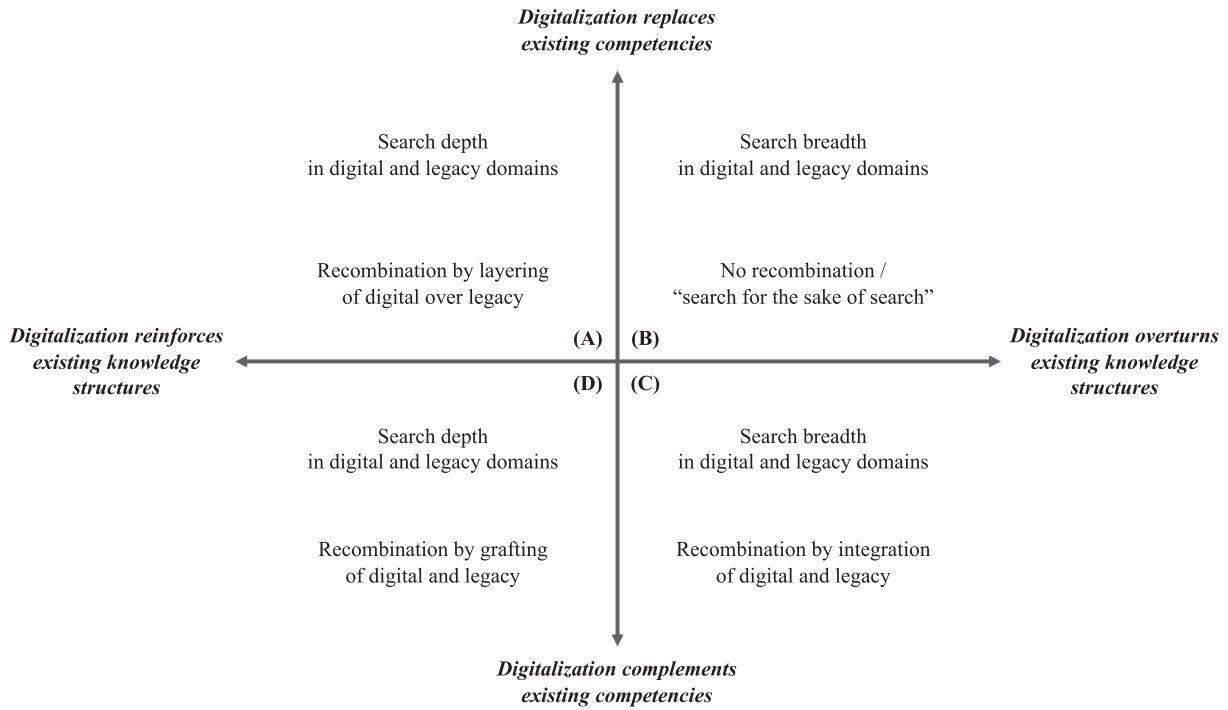 Digitalization replaces
existing competencies
Search depth
in digital and legacy domains
Search breadth
in digital and legacy domains
Recombination by layering
of digital over legacy
No recombination /
“search for the sake of search”
Digitalization reinforces
existing knowledge
structures
(A)
(B)
Digitalization overturns
existing knowledge
structures
(D)
(C)
Search depth
in digital and legacy domains
Search breadth
in digital and legacy domains
Recombination by grafting
of digital and legacy
Recombination by integration
of digital and legacy
Digitalization complements
existing competencies